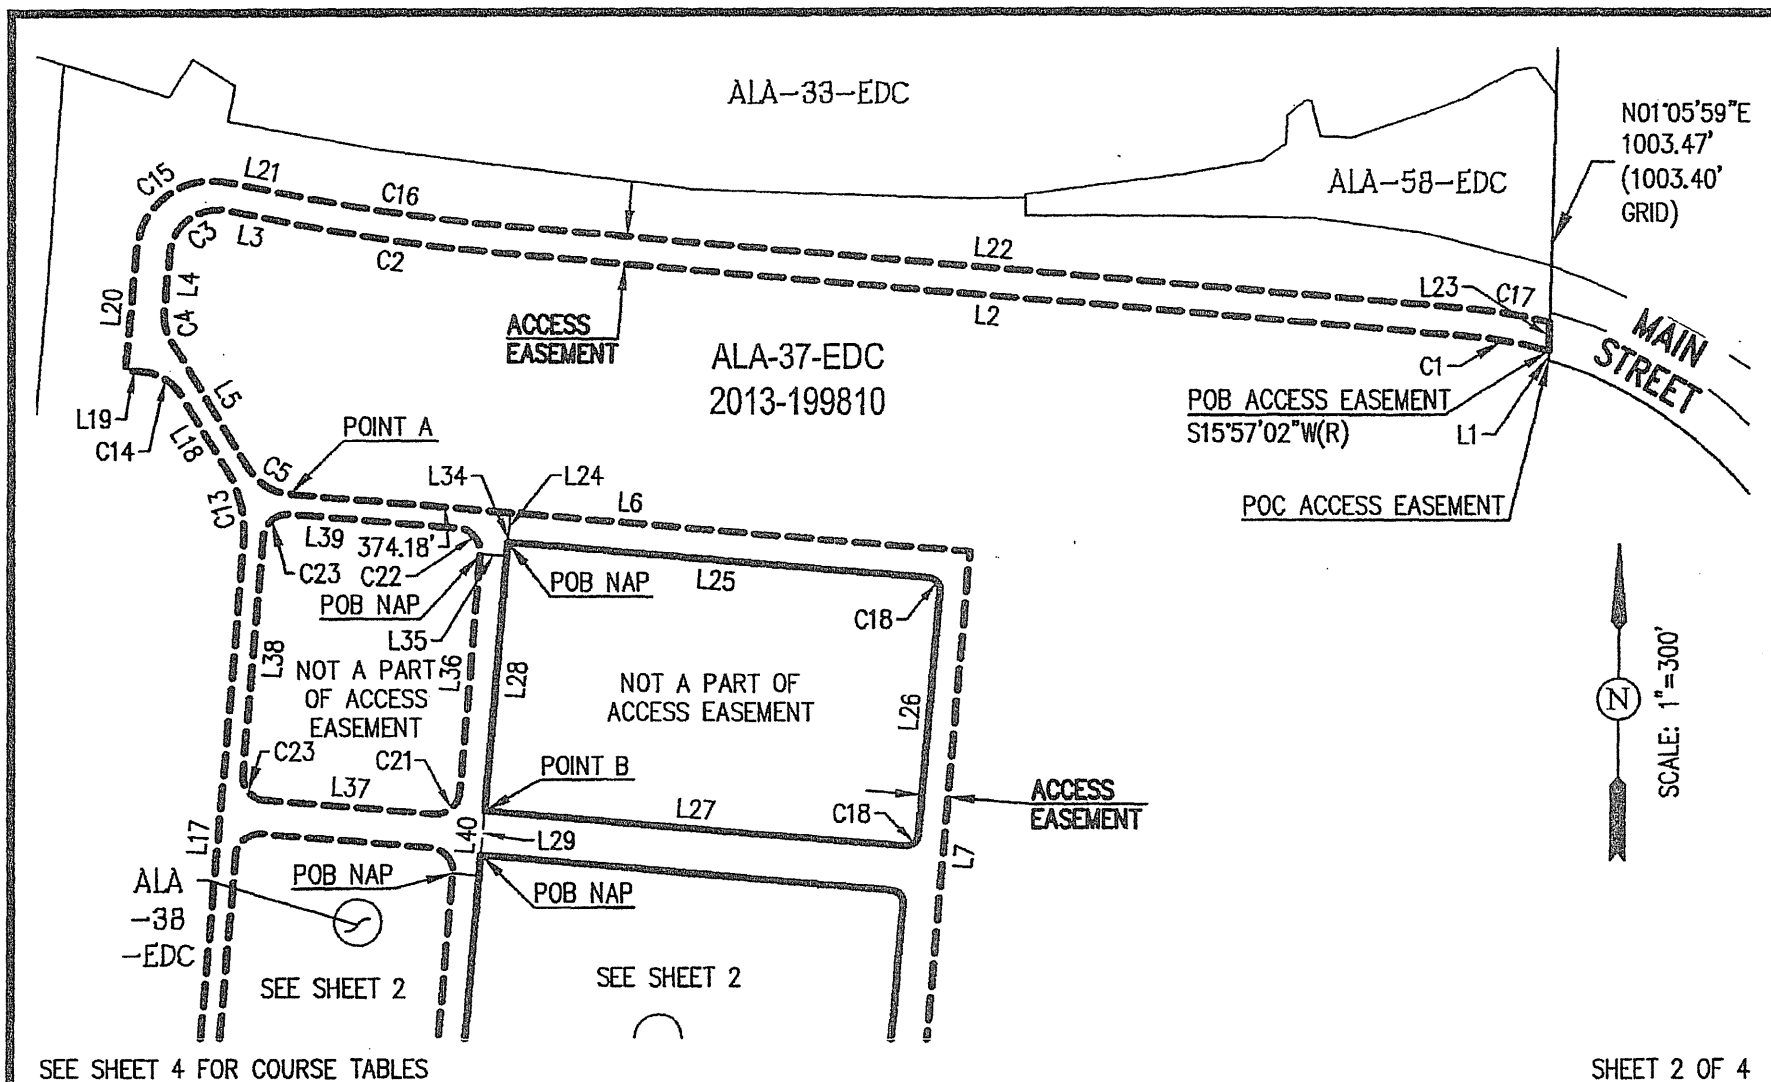 ALA-33-EDC
N01°05'59"E
1003.47'
(1003.40'
GRID)
ALA-58-EDC
C15
L21
C16
C3
L3
C2
L22
L4
L20
L23
C17
L2
C4
MAIN
STREET
ACCESS
EASEMENT
ALA-37-EDC
2013-199810
C1
POB ACCESS EASEMENT
S15°57'02"W(R)
L1
L5
L19
C14
L18
POINT A
C5
L34
L24
L6
C13
POC ACCESS EASEMENT
L39
374.18'
C23
C22
POB NAP
L25
POB NAP
C18
L35
L38
L36
L28
NOT A PART
OF ACCESS
EASEMENT
NOT A PART OF
ACCESS EASEMENT
L26
N
SCALE: 1"=300'
C23
C21
POINT B
L37
L27
C18
ACCESS
EASEMENT
L17
L40
L29
L7
ALA
-38
-EDC
POB NAP
POB NAP
SEE SHEET 2
SEE SHEET 2
SEE SHEET 4 FOR COURSE TABLES
SHEET 2 OF 4